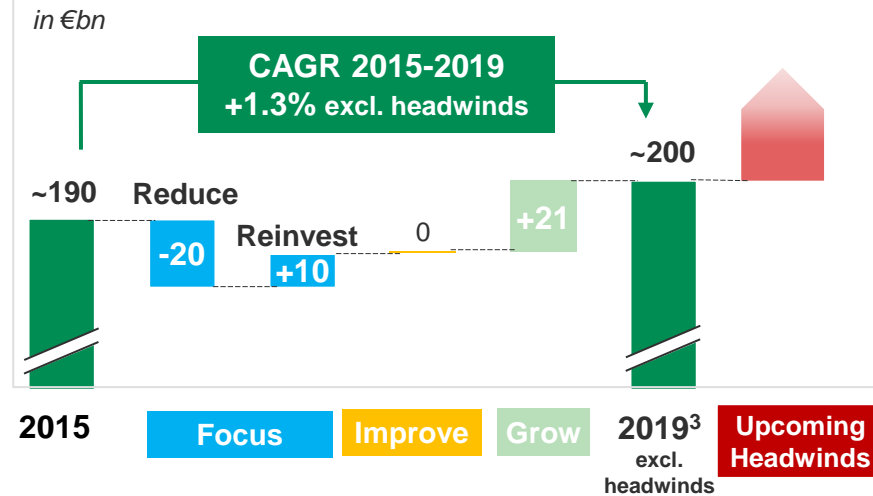 in €bn
CAGR 2015-2019
+1.3% excl. headwinds
~190
Reduce
-20
Reinvest
+10
0
+21
~200
2015
Focus
Improve
Grow
2019³
excl.
headwinds
Upcoming
Headwinds